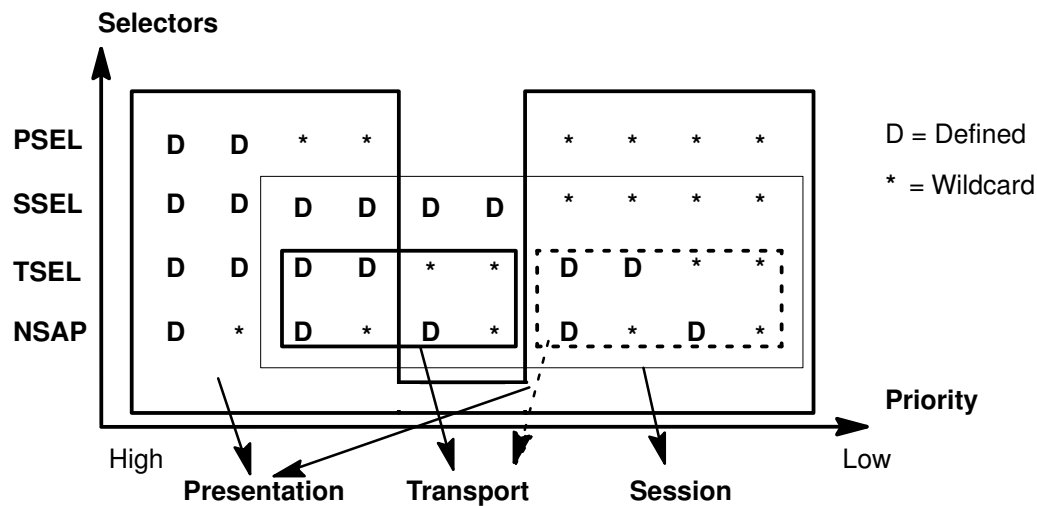 Selectors
PSEL D D * * * * * * D = Defined
SSEL D D D D D D * * * * * = Wildcard
TSEL D D D D * * D D * *
NSAP D * D * D * D * D *
Priority
High Low
Presentation Transport Session